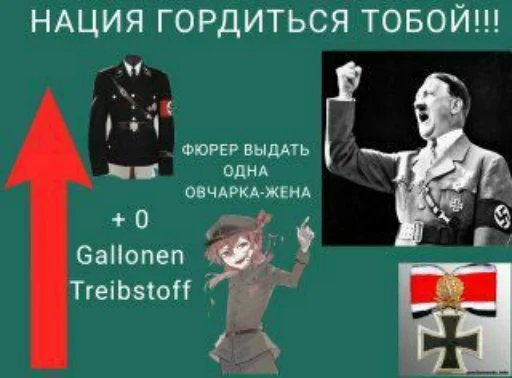 НАЦИЯ ГОРДИТЬСЯ ТОБОЙ!!!
ФЮРЕР ВЫДАТЬ
ОДНА
ОВЧАРКА-ЖЕНА
+ 0
Gallonen
Treibstoff